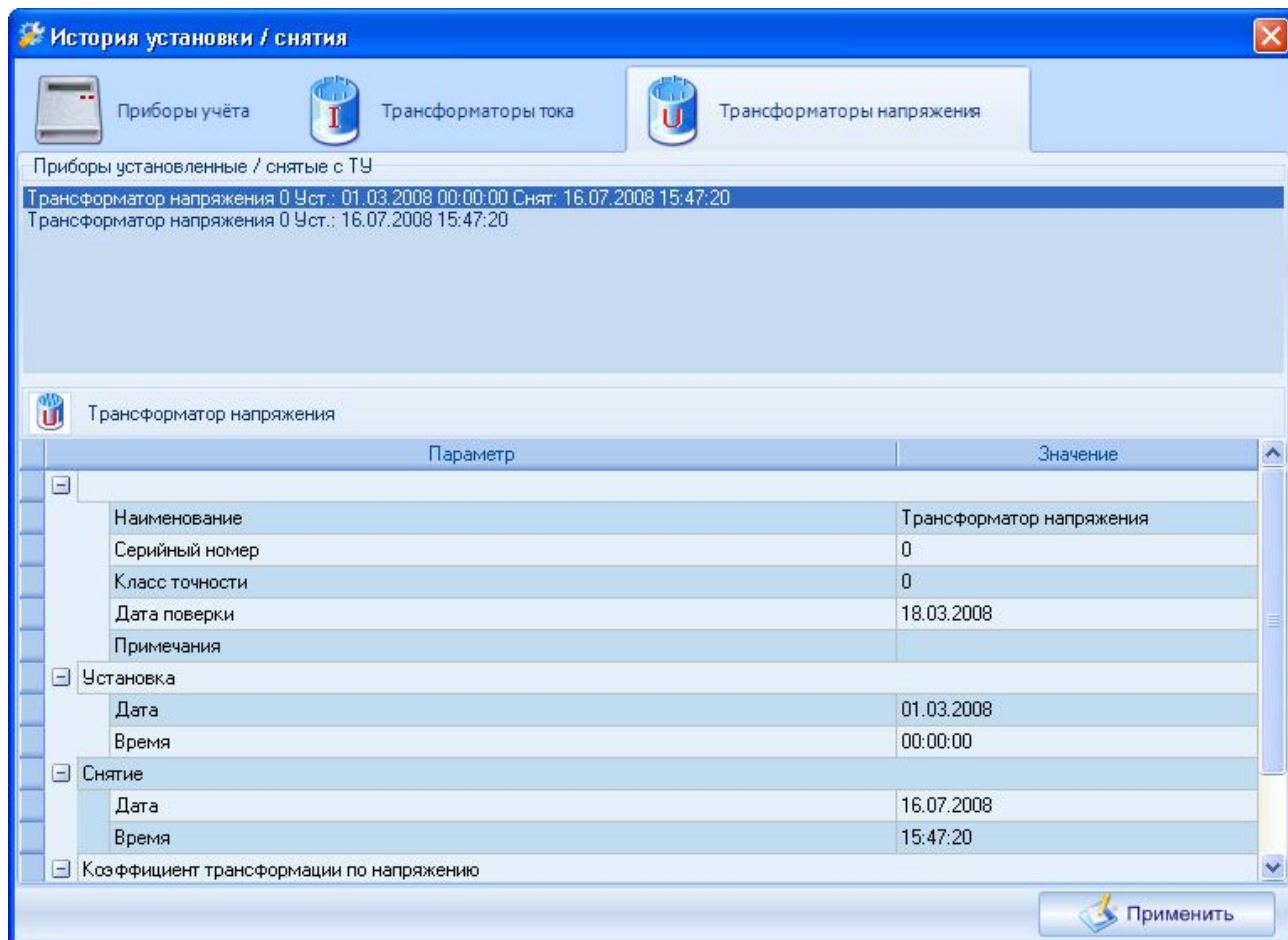 История установки / снятия
Приборы учёта Трансформаторы тока Трансформаторы напряжения
Приборы установленные / снятые с ТУ
Трансформатор напряжения 0 Уст.: 01.03.2008 00:00:00 Снят: 16.07.2008 15:47:20
Трансформатор напряжения 0 Уст.: 16.07.2008 15:47:20
Трансформатор напряжения
Параметр Значение
Наименование Трансформатор напряжения
Серийный номер 0
Класс точности 0
Дата поверки 18.03.2008
Примечания
Установка
Дата 01.03.2008
Время 00:00:00
Снятие
Дата 16.07.2008
Время 15:47:20
Коэффициент трансформации по напряжению
Применить